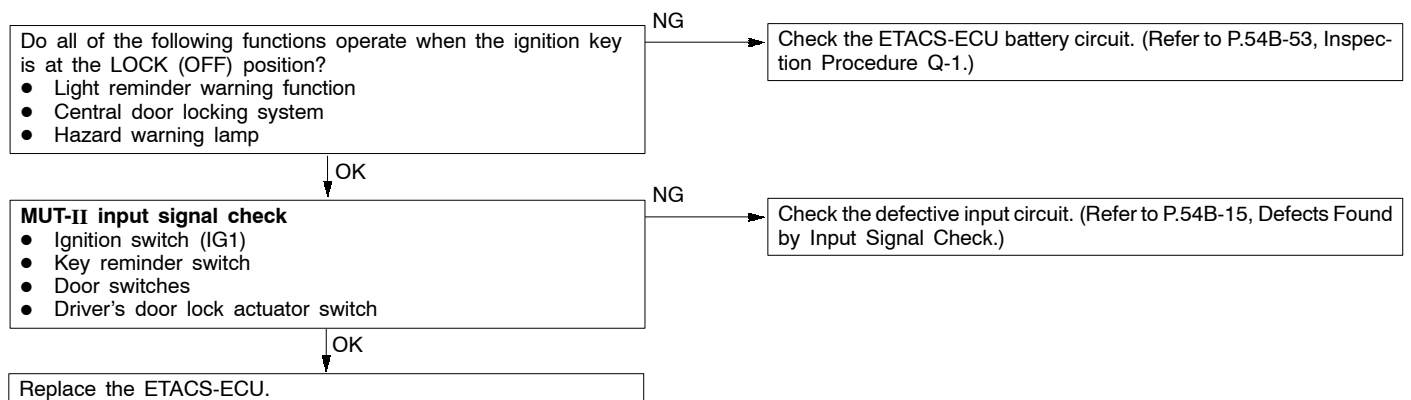 Do all of the following functions operate when the ignition key
is at the LOCK (OFF) position?
● Light reminder warning function
● Central door locking system
● Hazard warning lamp
NG
Check the ETACS-ECU battery circuit. (Refer to P.54B-53, Inspec-
tion Procedure Q-1.)
OK
MUT-II input signal check
● Ignition switch (IG1)
● Key reminder switch
● Door switches
● Driver's door lock actuator switch
NG
Check the defective input circuit. (Refer to P.54B-15, Defects Found
by Input Signal Check.)
OK
Replace the ETACS-ECU.